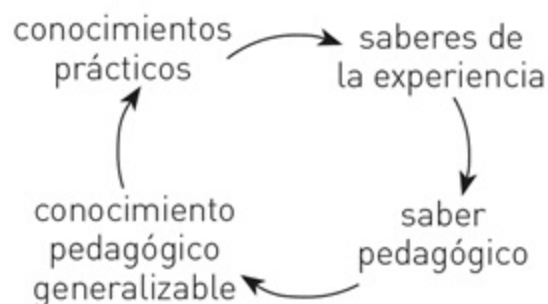 conocimientos
prácticos
saberes de
la experiencia
saber
pedagógico
conocimiento
pedagógico
generalizable